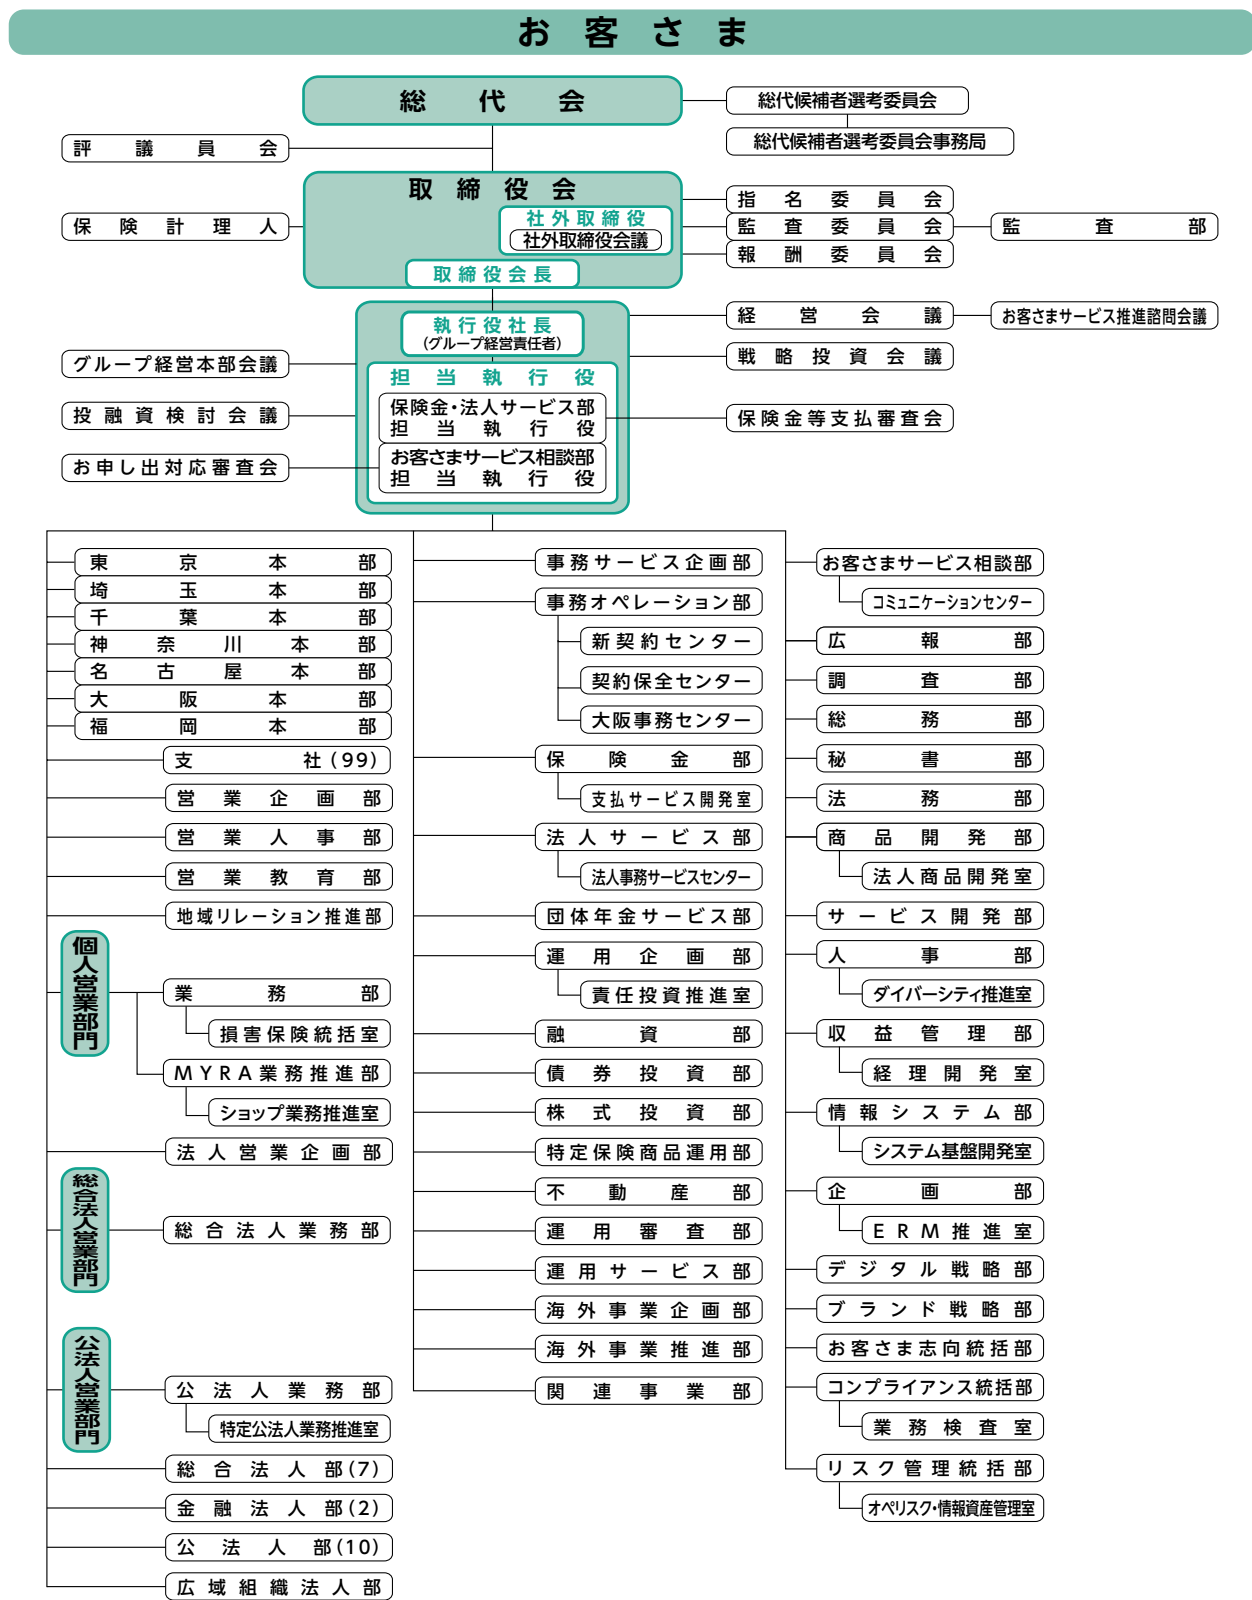 お客さま
総代会
総代候補者選考委員会
総代候補者選考委員会事務局
評議員会
取締役会
社外取締役
社外取締役会議
取締役会長
保険計理人
指名委員会
監査委員会
監査部
報酬委員会
執行役社長
(グループ経営責任者)
経営会議
お客さまサービス推進諮問会議
戦略投資会議
グループ経営本部会議
担当執行役
保険金・法人サービス部
担当執行役
投融資検討会議
保険金等支払審査会
お客さまサービス相談部
担当執行役
お申し出対応審査会
東京本部
埼玉本部
千葉本部
神奈川本部
名古屋本部
大阪本部
福岡本部
支社(99)
営業企画部
営業人事部
営業教育部
地域リレーション推進部
個人営業部門
業務部
損害保険統括室
MYRA業務推進部
ショップ業務推進室
法人営業企画部
総合法人営業部門
総合法人業務部
公法人営業部門
公法人業務部
特定公法人業務推進室
総合法人部(7)
金融法人部(2)
公法人部(10)
広域組織法人部
事務サービス企画部
事務オペレーション部
新契約センター
契約保全センター
大阪事務センター
保険金部
支払サービス開発室
法人サービス部
法人事務サービスセンター
団体年金サービス部
運用企画部
責任投資推進室
融資部
債券投資部
株式投資部
特定保険商品運用部
不動産部
運用審査部
運用サービス部
海外事業企画部
海外事業推進部
関連事業部
お客さまサービス相談部
コミュニケーションセンター
広報部
調査部
総務部
秘書部
法務部
商品開発部
法人商品開発室
サービス開発部
人事部
ダイバーシティ推進室
収益管理部
経理開発室
情報システム部
システム基盤開発室
企画部
ERM推進室
デジタル戦略部
ブランド戦略部
お客さま志向統括部
コンプライアンス統括部
業務検査室
リスク管理統括部
オペリスク・情報資産管理室